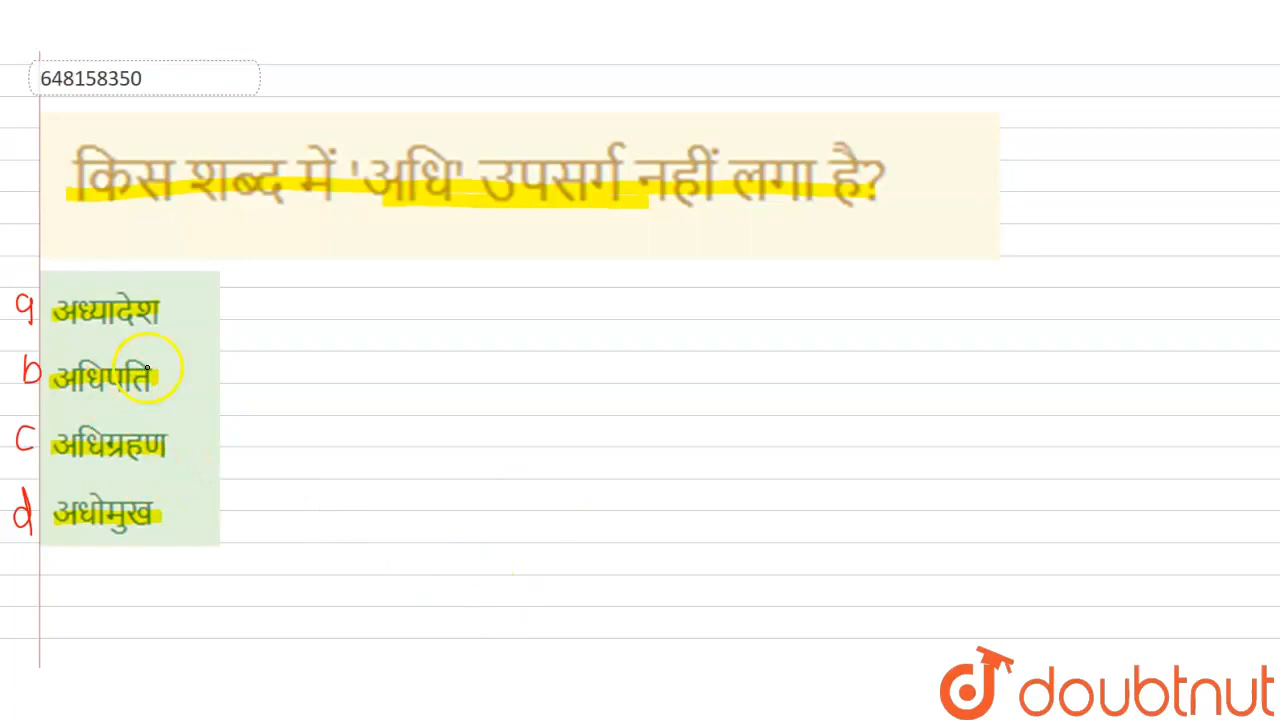 648158350
किस शब्द में 'अधि' उपसर्ग नहीं लगा है?
a अध्यादेश
b अधिपति
c अधिग्रहण
d अधोमुख
doubtnut